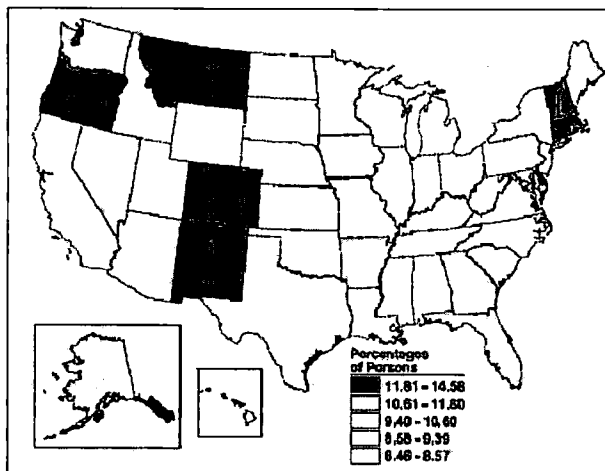 Percentages
of Persons
11.61 – 14.58
10.61 – 11.60
9.40 – 10.60
8.58 – 9.39
6.46 – 8.57